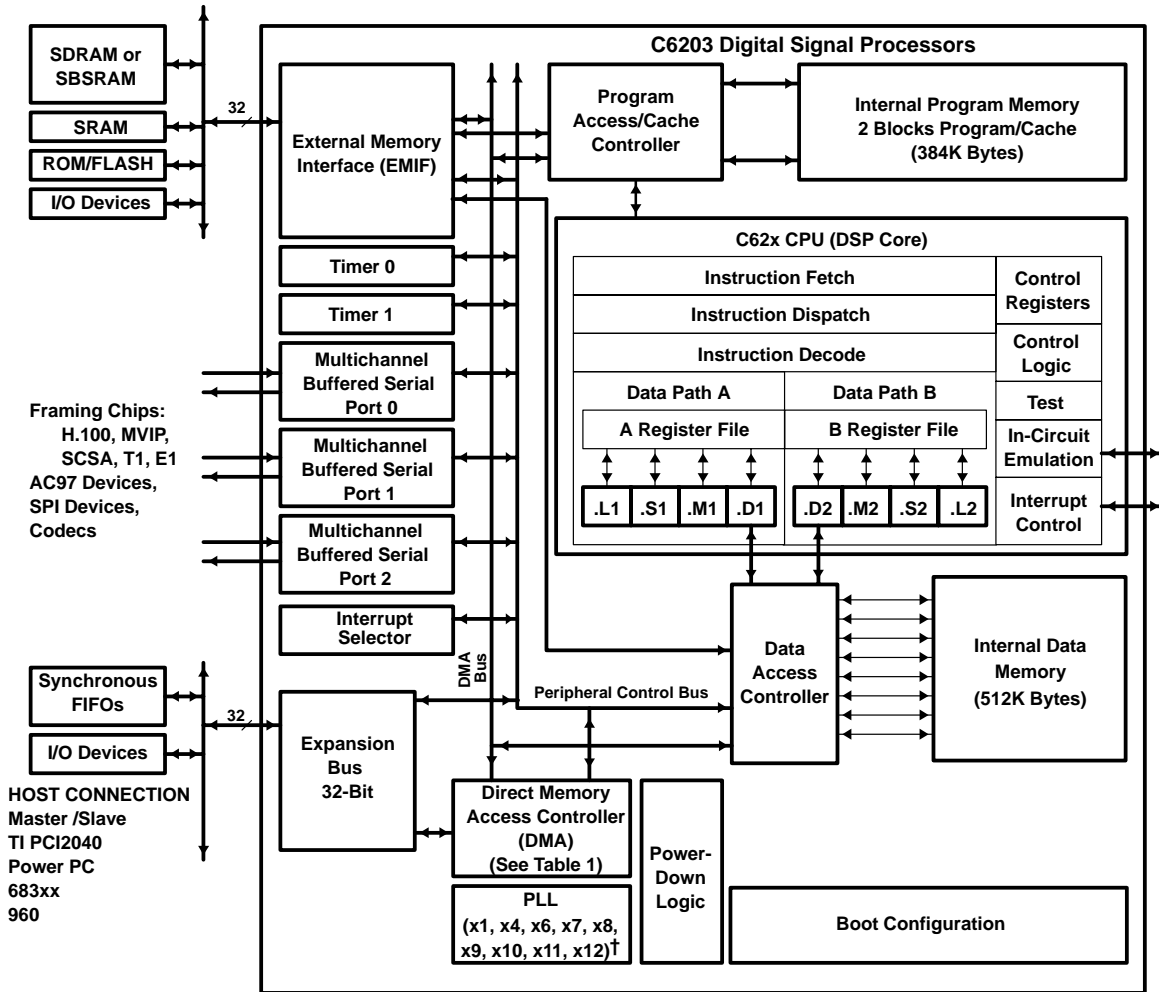 C6203 Digital Signal Processors
SDRAM or
SBSRAM
SRAM
ROM/FLASH
I/O Devices
32
External Memory
Interface (EMIF)
Program
Access/Cache
Controller
Internal Program Memory
2 Blocks Program/Cache
(384K Bytes)
Timer 0
Timer 1
Multichannel
Buffered Serial
Port 0
Multichannel
Buffered Serial
Port 1
Multichannel
Buffered Serial
Port 2
Interrupt
Selector
Framing Chips:
H.100, MVIP,
SCSA, T1, E1
AC97 Devices,
SPI Devices,
Codecs
C62x CPU (DSP Core)
Instruction Fetch
Instruction Dispatch
Instruction Decode
Data Path A
Data Path B
A Register File
B Register File
.L1 .S1 .M1 .D1
.D2 .M2 .S2 .L2
Control
Registers
Control
Logic
Test
In-Circuit
Emulation
Interrupt
Control
DMA
Bus
Peripheral Control Bus
Data
Access
Controller
Internal Data
Memory
(512K Bytes)
Synchronous
FIFOs
I/O Devices
32
Expansion
Bus
32-Bit
HOST CONNECTION
Master /Slave
TI PCI2040
Power PC
683xx
960
Direct Memory
Access Controller
(DMA)
(See Table 1)
PLL
(x1, x4, x6, x7, x8,
x9, x10, x11, x12)†
Power-
Down
Logic
Boot Configuration